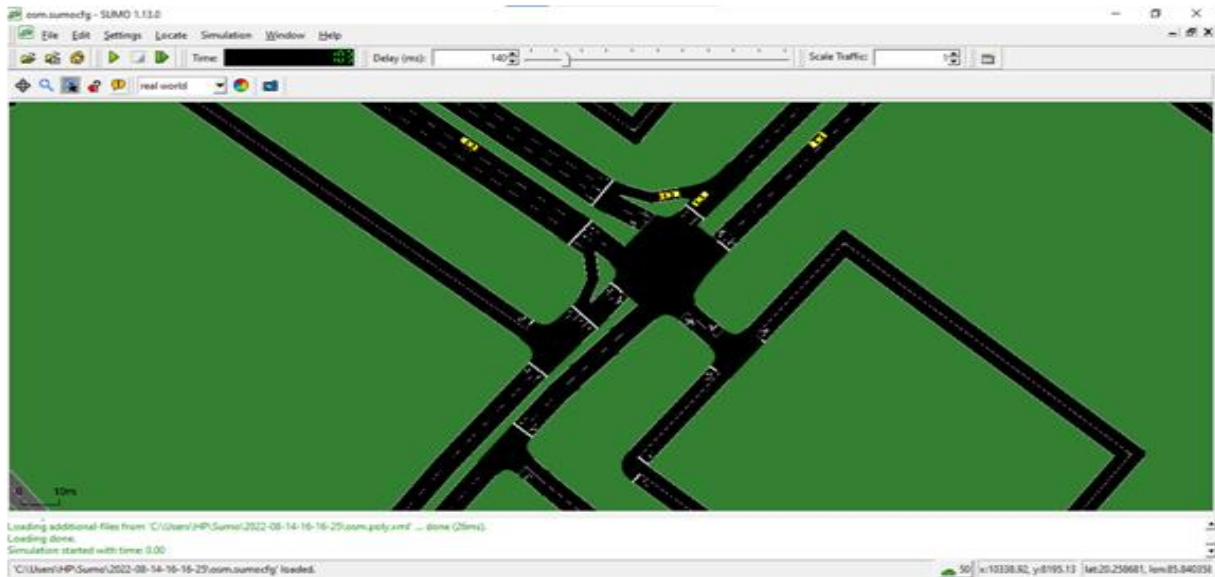 osm.sumocfg - SUMO 1.13.0
File Edit Settings Locate Simulation Window Help
Time: Delay (ms): 140 Scale Traffic: 1
real world
0 10m
Loading additional-files from 'C:\Users\HP\Sumo\2022-08-14-16-16-25\osm.poly.xml' ... done (26ms).
Loading done.
Simulation started with time: 0.00
'C:\Users\HP\Sumo\2022-08-14-16-16-25\osm.sumocfg' loaded. 50 x:10338.92, y:8195.13 lat:20.258681, lon:85.840358